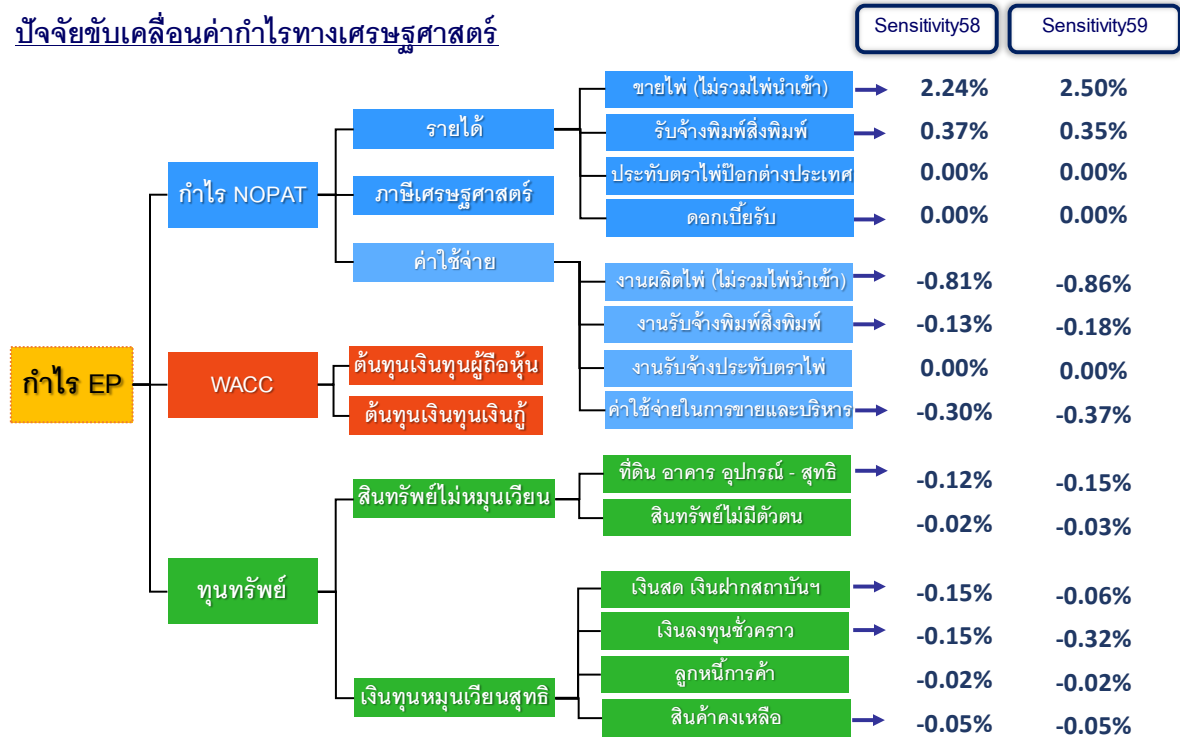 ปัจจัยขับเคลื่อนค่ากำไรทางเศรษฐศาสตร์
Sensitivity58 Sensitivity59
ขายไพ่ (ไม่รวมไพ่นำเข้า) 2.24% 2.50%
รายได้
รับจ้างพิมพ์สิ่งพิมพ์ 0.37% 0.35%
ประทับตราไพ่ป๊อกต่างประเทศ 0.00% 0.00%
กำไร NOPAT
ภาษีเศรษฐศาสตร์
ดอกเบี้ยรับ 0.00% 0.00%
ค่าใช้จ่าย
งานผลิตไพ่ (ไม่รวมไพ่นำเข้า) -0.81% -0.86%
งานรับจ้างพิมพ์สิ่งพิมพ์ -0.13% -0.18%
งานรับจ้างประทับตราไพ่ 0.00% 0.00%
ค่าใช้จ่ายในการขายและบริหาร -0.30% -0.37%
กำไร EP
WACC
ต้นทุนเงินทุนผู้ถือหุ้น
ต้นทุนเงินทุนเงินกู้
ที่ดิน อาคาร อุปกรณ์ - สุทธิ -0.12% -0.15%
สินทรัพย์ไม่หมุนเวียน
สินทรัพย์ไม่มีตัวตน -0.02% -0.03%
ทุนทรัพย์
เงินสด เงินฝากสถาบันฯ -0.15% -0.06%
เงินลงทุนชั่วคราว -0.15% -0.32%
ลูกหนี้การค้า -0.02% -0.02%
เงินทุนหมุนเวียนสุทธิ
สินค้าคงเหลือ -0.05% -0.05%